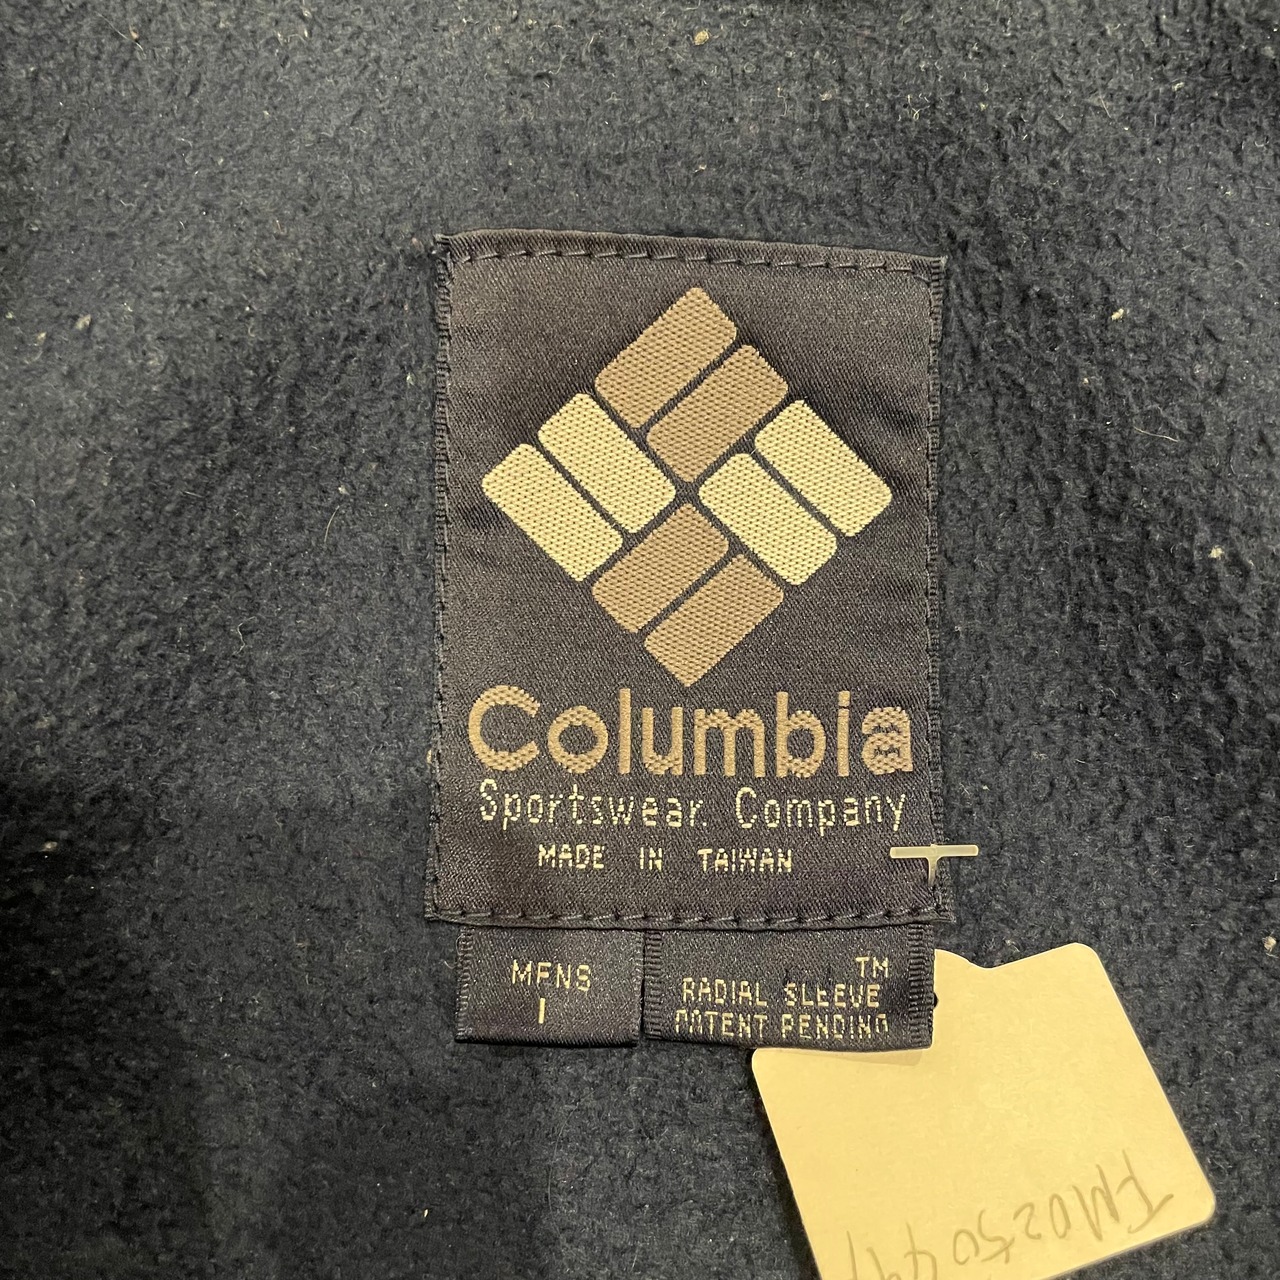 Columbia
Sportswear Company
MADE IN TAIWAN
MENS
TM
RADIAL SLEEVE
PATENT PENDING